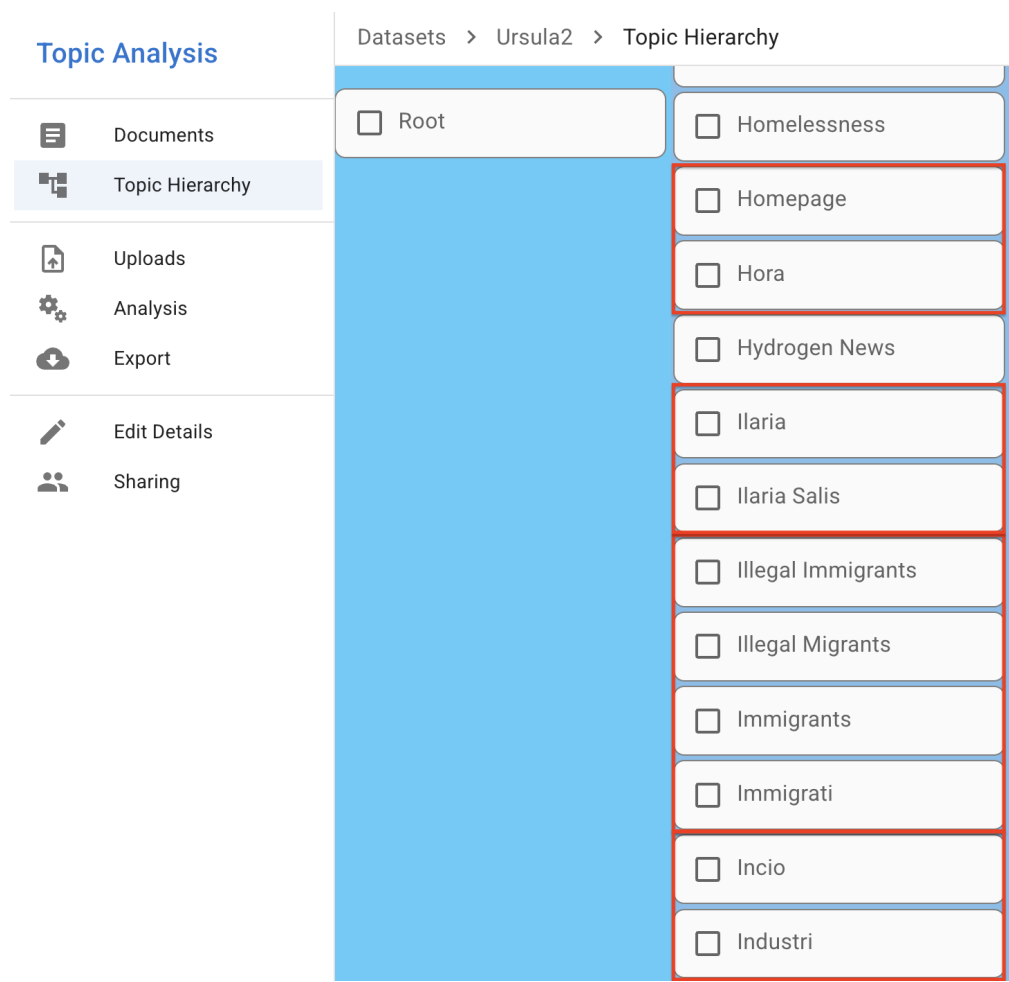 Topic Analysis
Documents
Topic Hierarchy
Uploads
Analysis
Export
Edit Details
Sharing
Datasets > Ursula2 > Topic Hierarchy
Root
Homelessness
Homepage
Hora
Hydrogen News
Ilaria
Ilaria Salis
Illegal Immigrants
Illegal Migrants
Immigrants
Immigrati
Incio
Industri